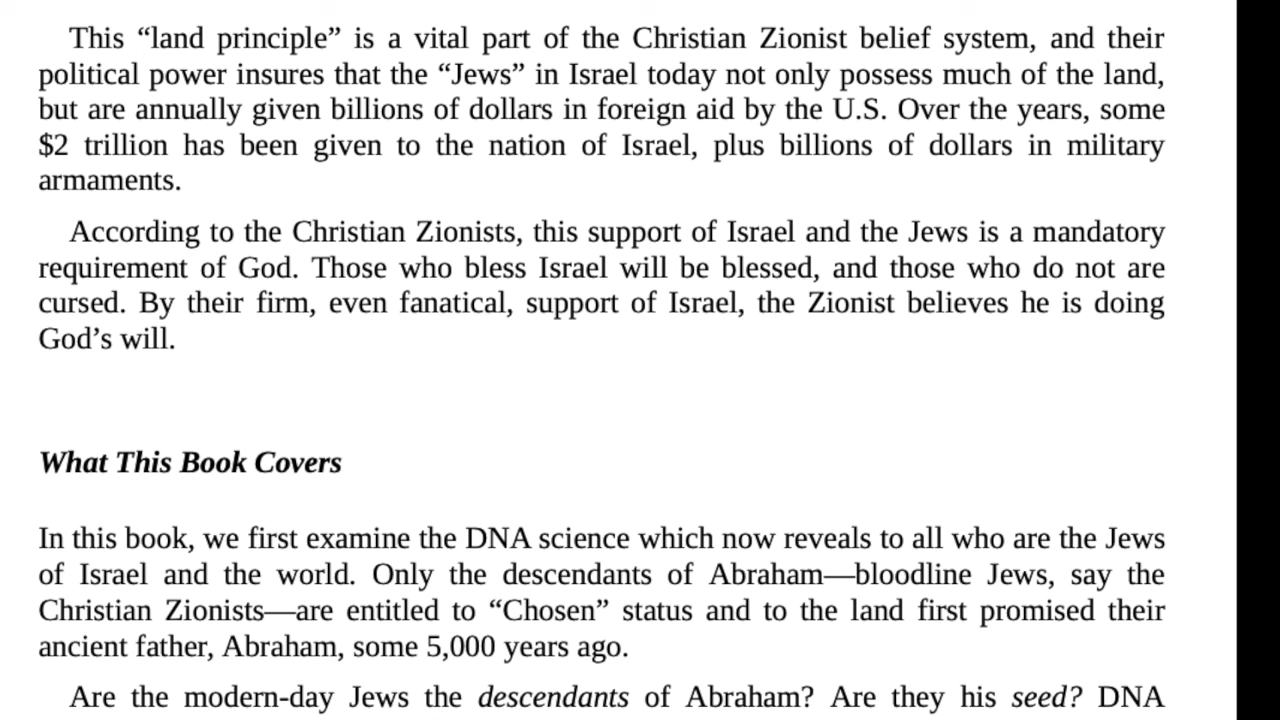 This “land principle” is a vital part of the Christian Zionist belief system, and their
political power insures that the “Jews” in Israel today not only possess much of the land,
but are annually given billions of dollars in foreign aid by the U.S. Over the years, some
$2 trillion has been given to the nation of Israel, plus billions of dollars in military
armaments.
According to the Christian Zionists, this support of Israel and the Jews is a mandatory
requirement of God. Those who bless Israel will be blessed, and those who do not are
cursed. By their firm, even fanatical, support of Israel, the Zionist believes he is doing
God’s will.
What This Book Covers
In this book, we first examine the DNA science which now reveals to all who are the Jews
of Israel and the world. Only the descendants of Abraham—bloodline Jews, say the
Christian Zionists—are entitled to “Chosen” status and to the land first promised their
ancient father, Abraham, some 5,000 years ago.
Are the modern-day Jews the descendants of Abraham? Are they his seed? DNA